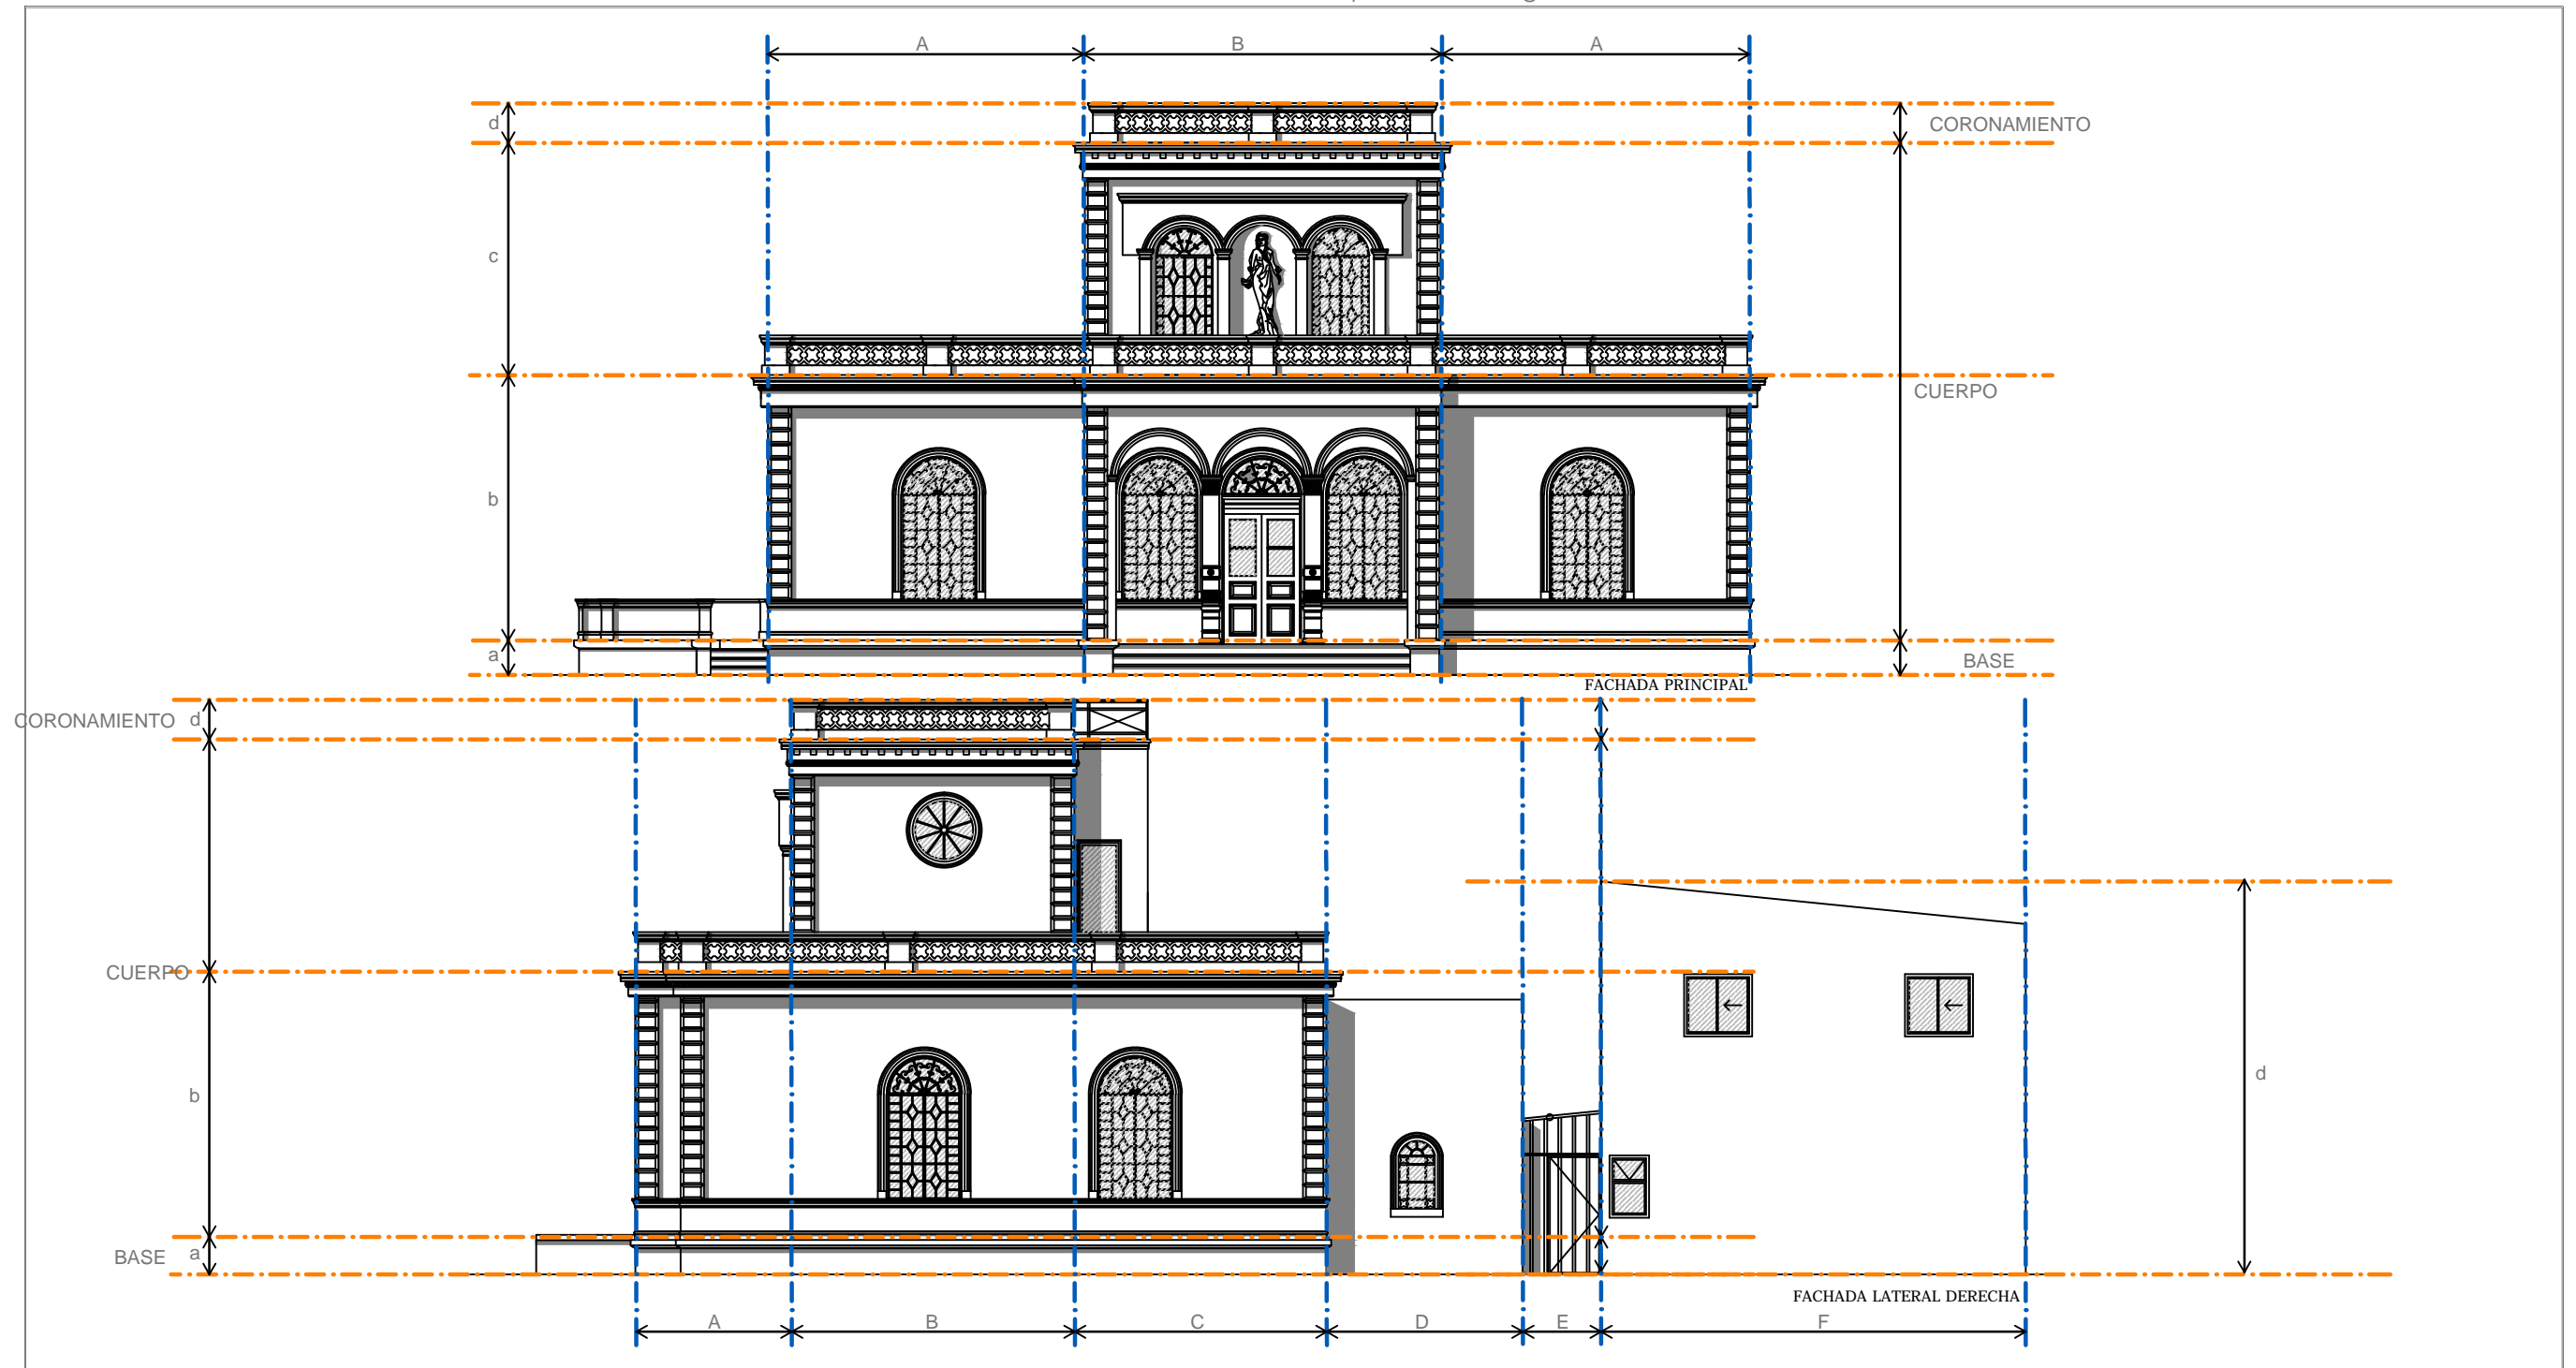 A B A
d
CORONAMIENTO
c
CUERPO
b
a
BASE
FACHADA PRINCIPAL
CORONAMIENTO d
CUERPO
d
b
BASE a
FACHADA LATERAL DERECHA
A B C D E F